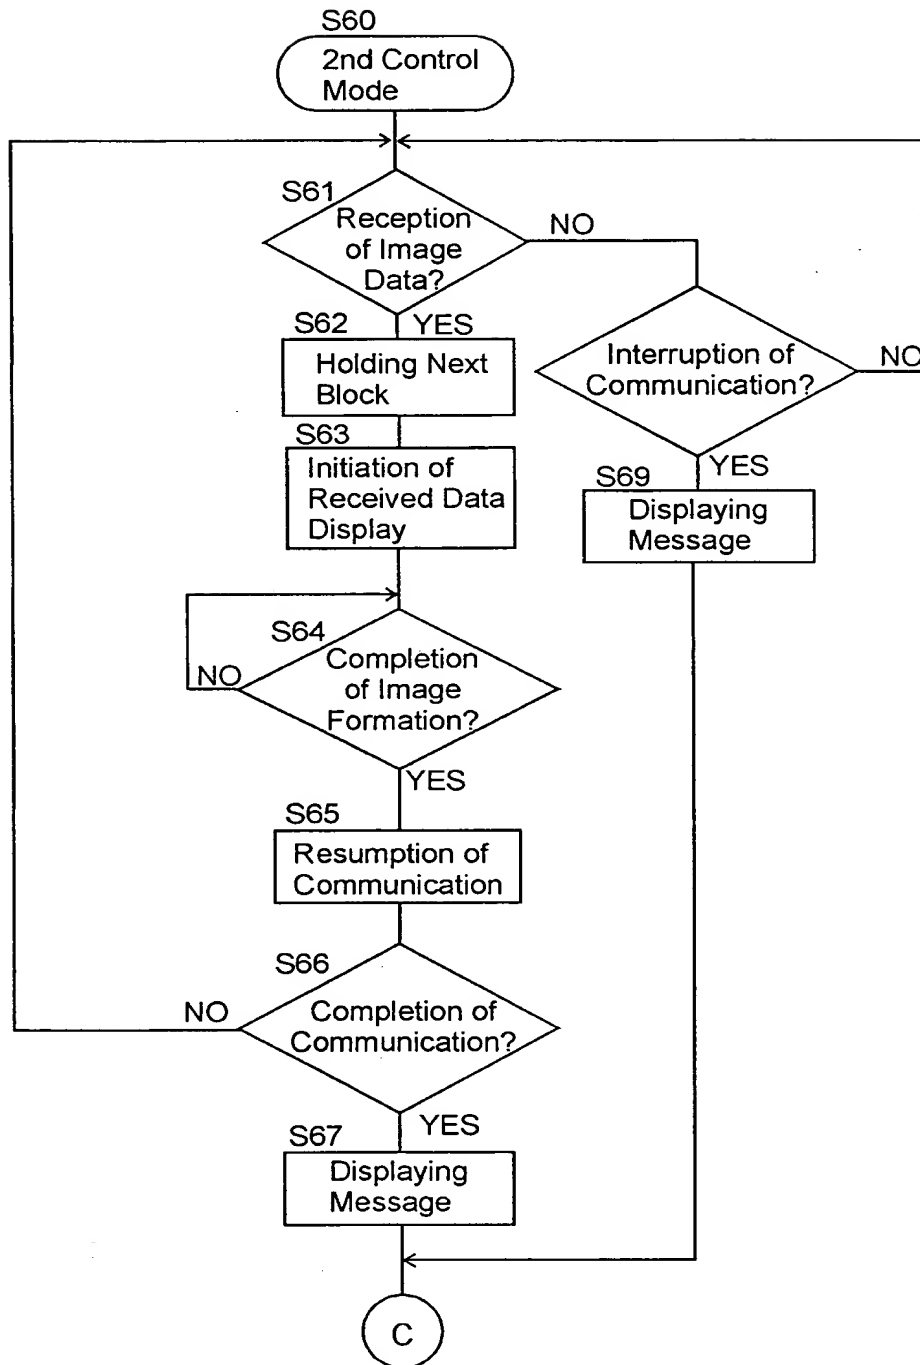 S60
2nd Control
Mode
S61
Reception
of Image
Data?
NO
S62
YES
Holding Next
Block
Interruption of
Communication?
NO
S63
Initiation of
Received Data
Display
YES
S69
Displaying
Message
S64
Completion
of Image
Formation?
NO
YES
S65
Resumption of
Communication
S66
Completion of
Communication?
NO
YES
S67
Displaying
Message
C